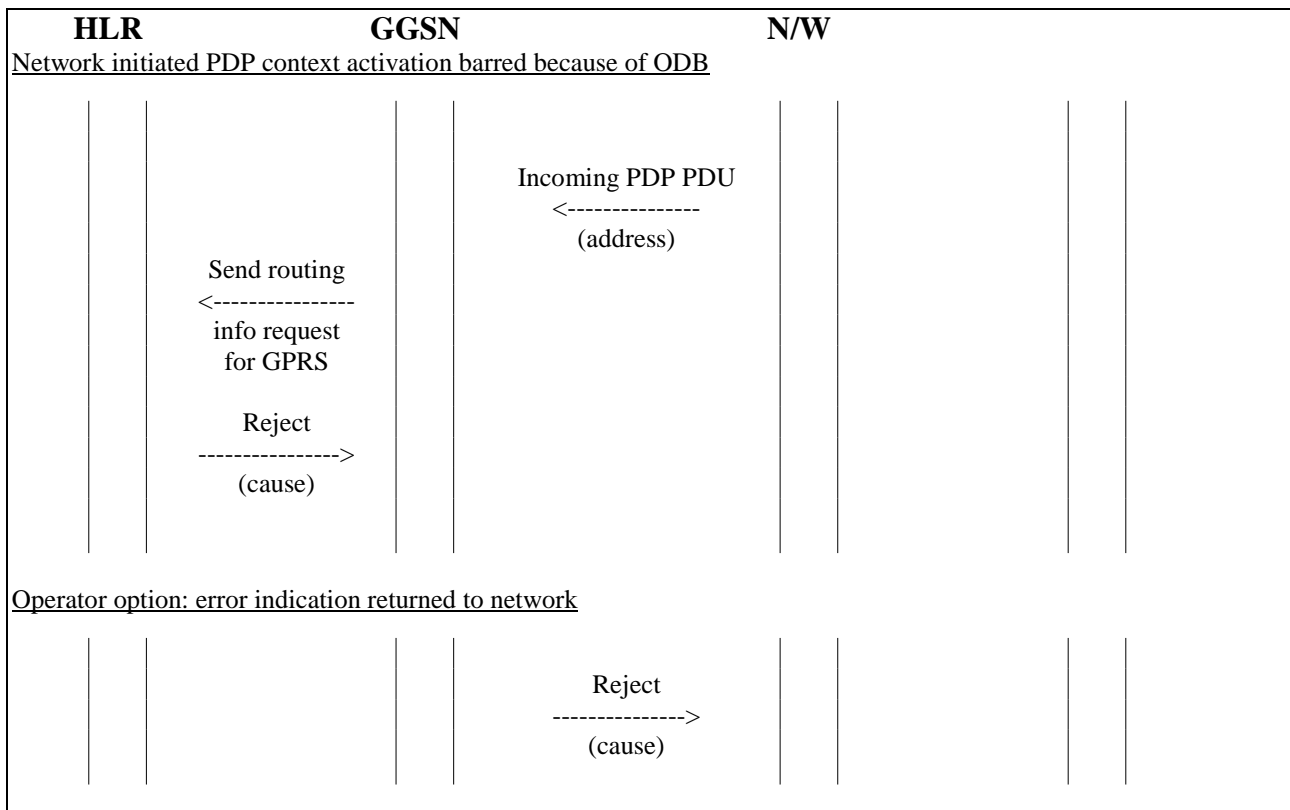 HLR GGSN N/W
Network initiated PDP context activation barred because of ODB
Incoming PDP PDU
<---------------
(address)
Send routing
<----------------
info request
for GPRS
Reject
---------------->
(cause)
Operator option: error indication returned to network
Reject
--------------->
(cause)